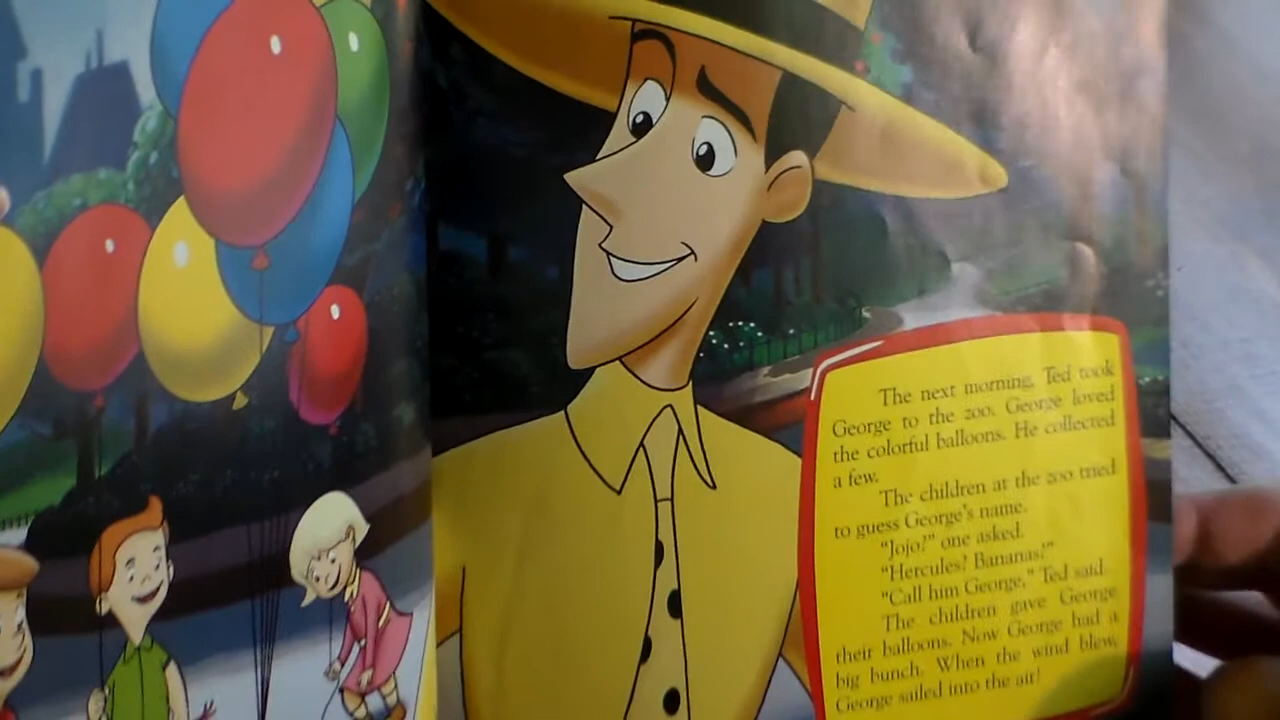 The next morning, Ted took
George to the zoo. George loved
the colorful balloons. He collected
a few.
The children at the zoo tried
to guess George's name.
"Jojo?" one asked.
"Hercules? Bananas?"
"Call him George," Ted said.
The children gave George
their balloons. Now George had a
big bunch. When the wind blew,
George sailed into the air!